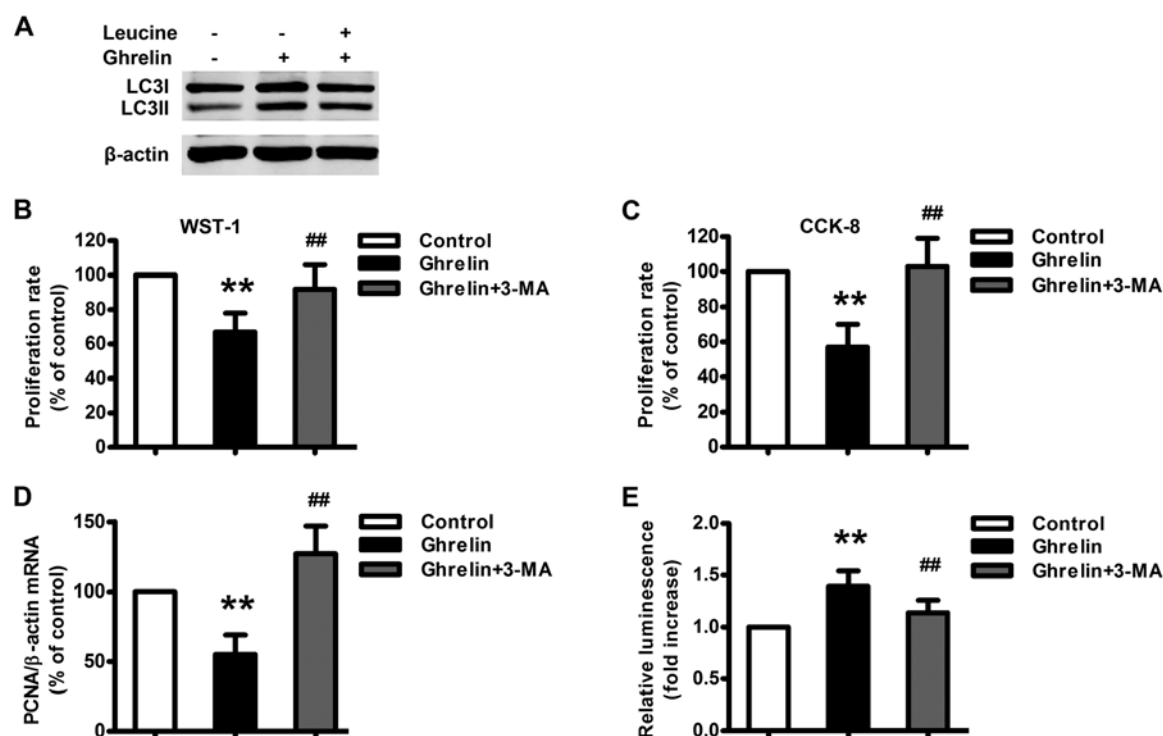 A
Leucine - - +
Ghrelin - + +
LC3I
LC3II
β-actin
B
WST-1
Proliferation rate
(% of control)
120
100
80
60
40
20
0
**
##
Control
Ghrelin
Ghrelin+3-MA
C
CCK-8
Proliferation rate
(% of control)
120
100
80
60
40
20
0
**
##
Control
Ghrelin
Ghrelin+3-MA
D
PCNA/β-actin mRNA
(% of control)
150
100
50
0
**
##
Control
Ghrelin
Ghrelin+3-MA
E
Relative luminescence
(fold increase)
2.0
1.5
1.0
0.5
0.0
**
##
Control
Ghrelin
Ghrelin+3-MA